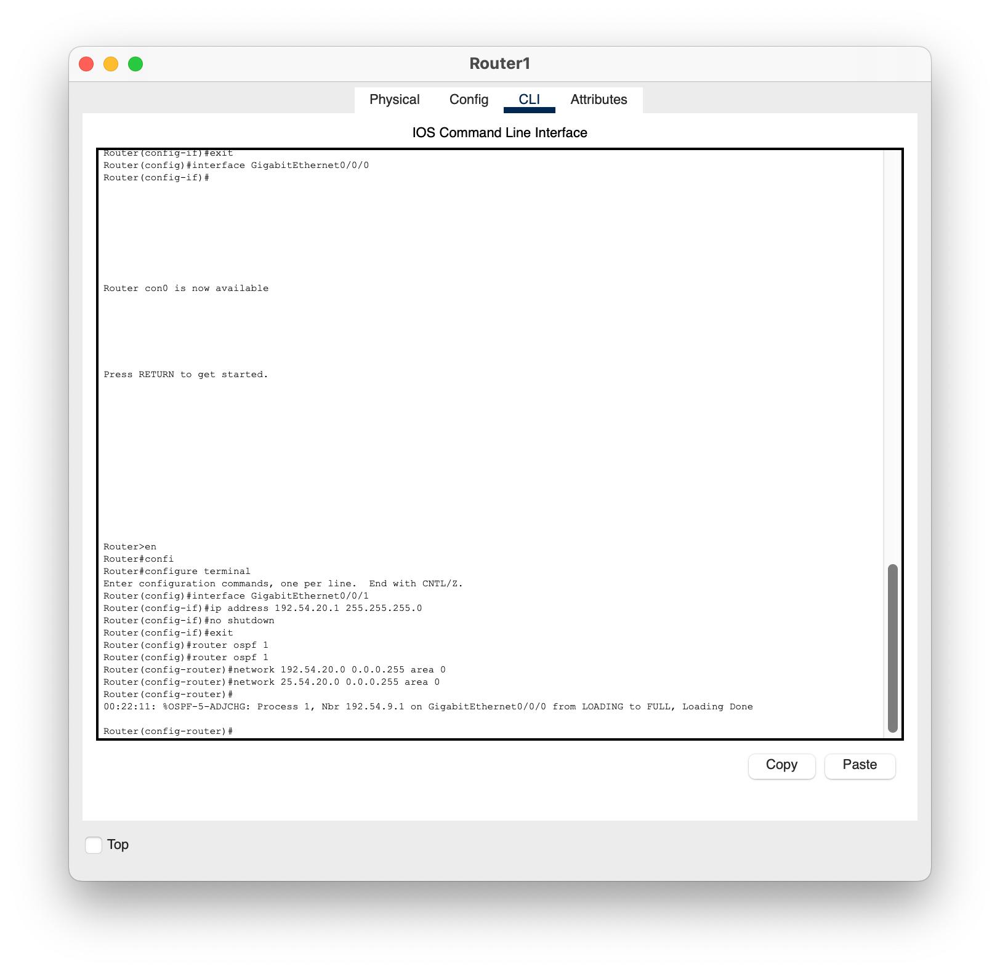 Router1
Physical Config CLI Attributes
IOS Command Line Interface
Router(config-if)#exit
Router(config)#interface GigabitEthernet0/0/0
Router(config-if)#
Router con0 is now available
Press RETURN to get started.
Router>en
Router#confi
Router#configure terminal
Enter configuration commands, one per line.  End with CNTL/Z.
Router(config)#interface GigabitEthernet0/0/1
Router(config-if)#ip address 192.54.20.1 255.255.255.0
Router(config-if)#no shutdown
Router(config-if)#exit
Router(config)#router ospf 1
Router(config)#router ospf 1
Router(config-router)#network 192.54.20.0 0.0.0.255 area 0
Router(config-router)#network 25.54.20.0 0.0.0.255 area 0
Router(config-router)#
00:22:11: %OSPF-5-ADJCHG: Process 1, Nbr 192.54.9.1 on GigabitEthernet0/0/0 from LOADING to FULL, Loading Done
Router(config-router)#
Copy Paste
Top